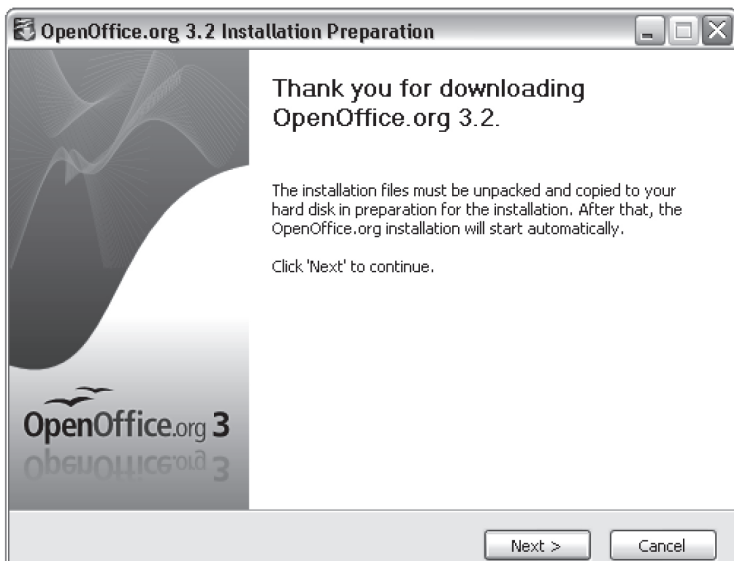 OpenOffice.org 3.2 Installation Preparation
Thank you for downloading
OpenOffice.org 3.2.
The installation files must be unpacked and copied to your
hard disk in preparation for the installation. After that, the
OpenOffice.org installation will start automatically.
Click 'Next' to continue.
OpenOffice.org 3
Next >
Cancel